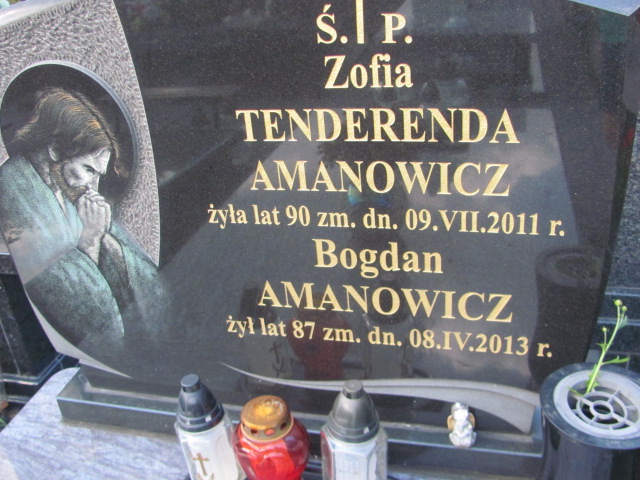 Ś. P.
Zofia
TENDERENDA
AMANOWICZ
żyła lat 90 zm. dn. 09.VII.2011 r.
Bogdan
AMANOWICZ
żył lat 87 zm. dn. 08.IV.2013 r.